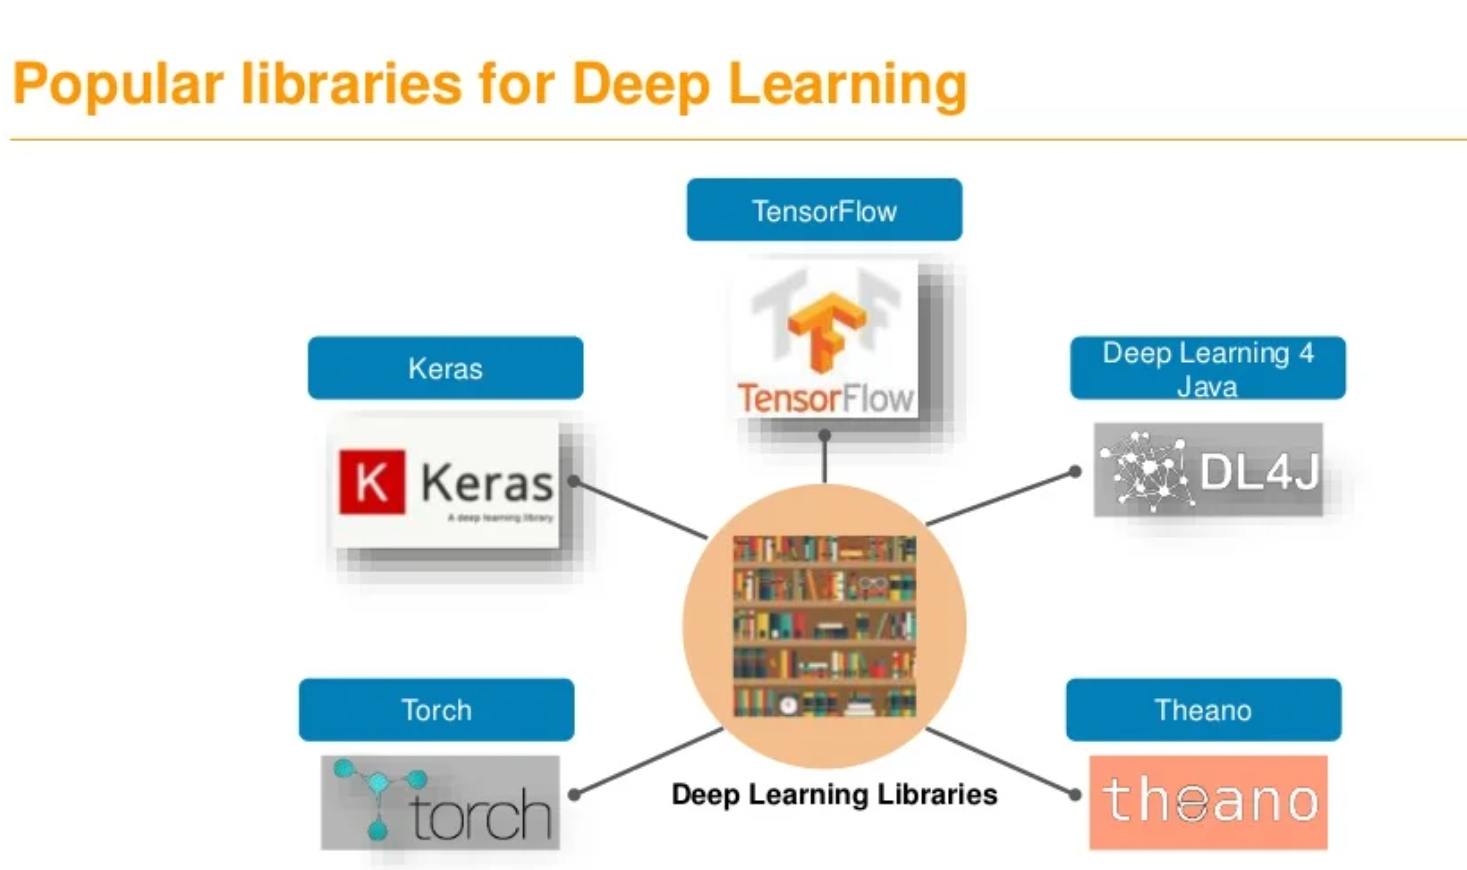 Popular libraries for Deep Learning
TensorFlow
TensorFlow
Keras
K Keras
A deep learning library
Deep Learning 4
Java
DL4J
Torch
torch
Theano
theano
Deep Learning Libraries